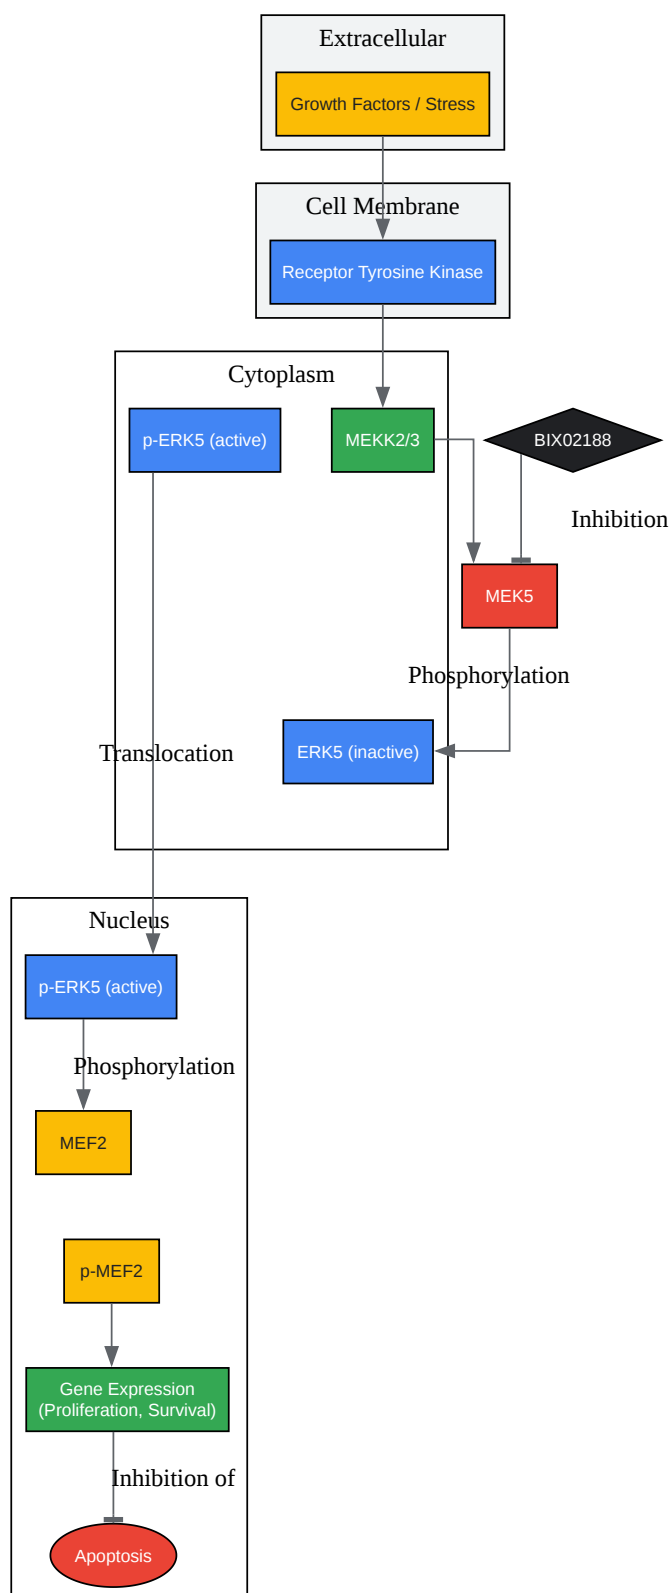 Extracellular
Growth Factors / Stress
Cell Membrane
Receptor Tyrosine Kinase
Cytoplasm
p-ERK5 (active)
MEKK2/3
BIX02188
Inhibition
MEK5
Phosphorylation
ERK5 (inactive)
Translocation
Nucleus
p-ERK5 (active)
Phosphorylation
MEF2
p-MEF2
Gene Expression
(Proliferation, Survival)
Inhibition of
Apoptosis